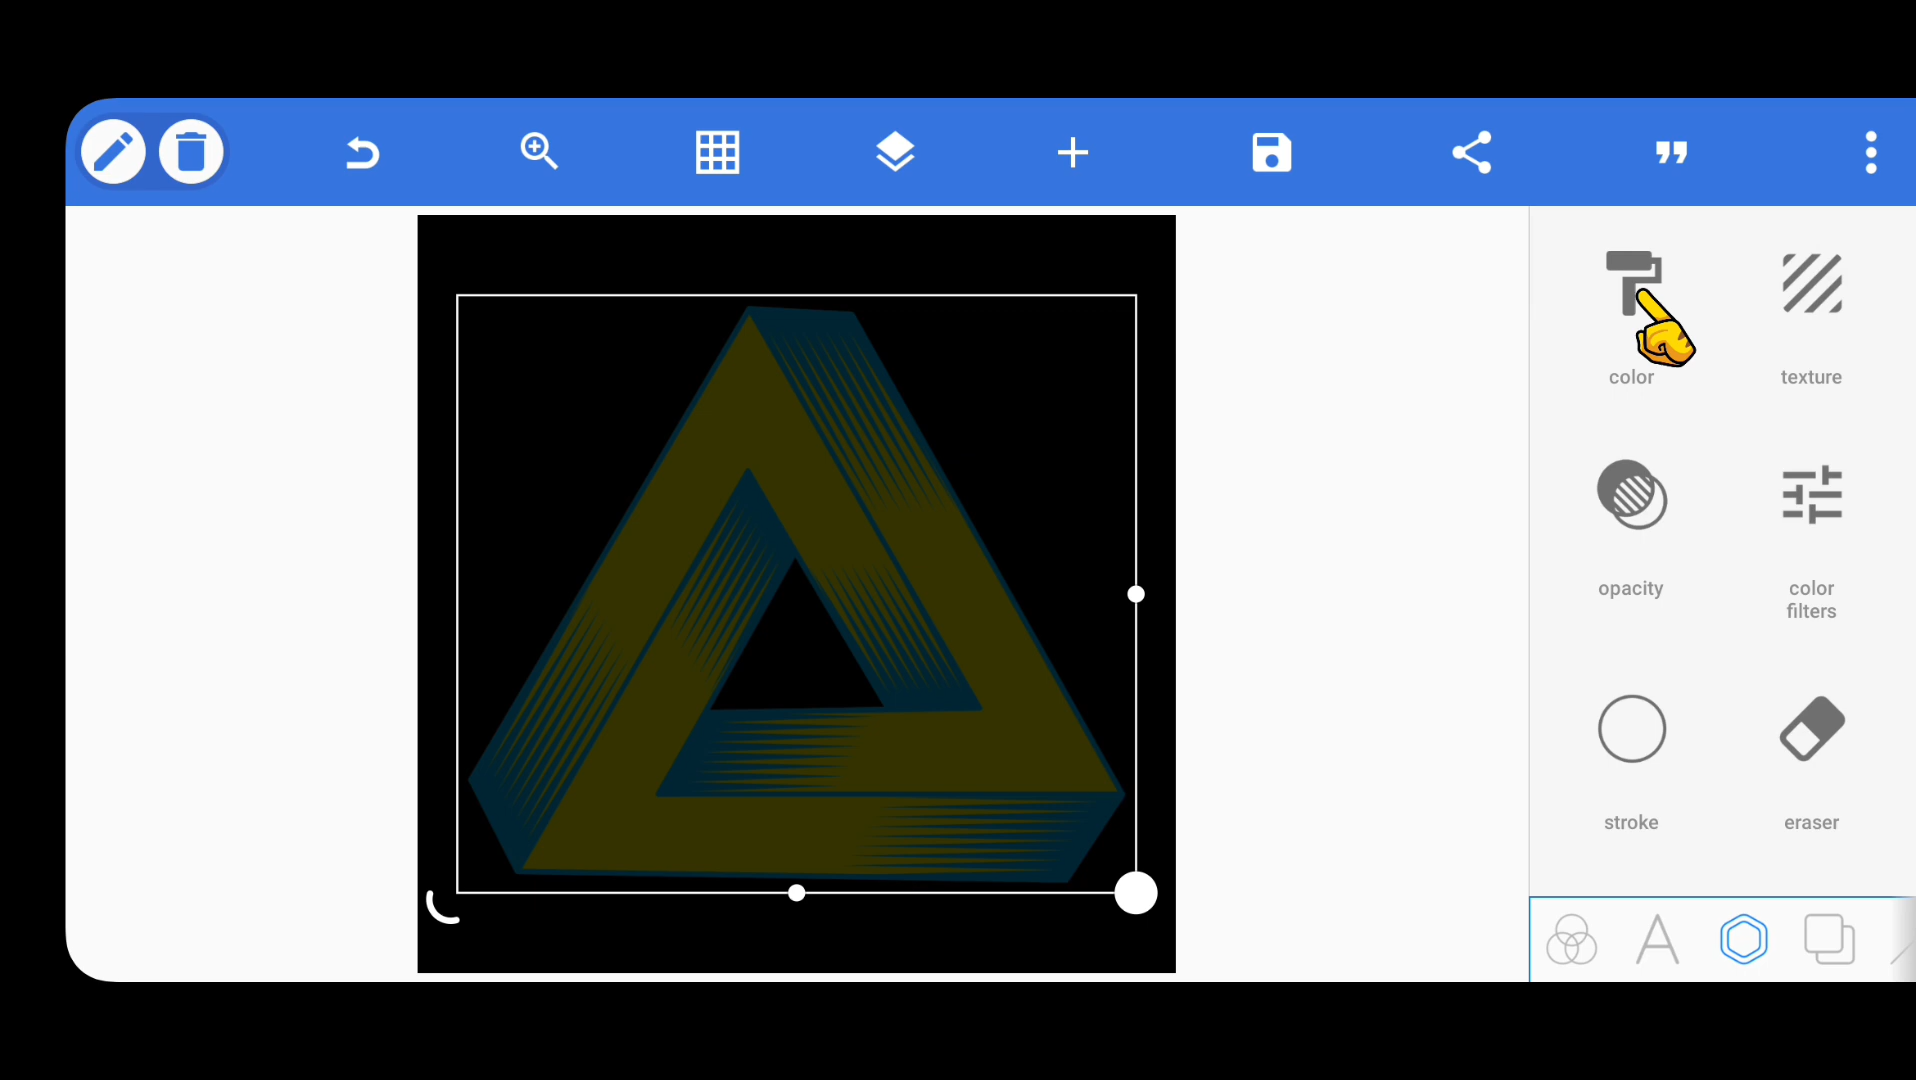 color
texture
opacity
color
filters
stroke
eraser